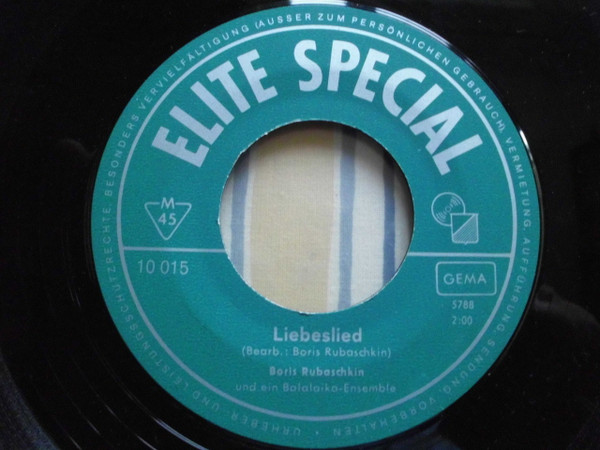 URHEBER- UND LEISTUNGSSCHUTZRECHTE, BESONDERS VERVIELFÄLTIGUNG (AUSSER ZUM PERSÖNLICHEN GEBRAUCH), VERMIETUNG, AUFFÜHRUNG, SENDUNG, VORBEHALTEN •
ELITE SPECIAL
M
45
10 015
GEMA
5788
2:00
Liebeslied
(Bearb.: Boris Rubaschkin)
Boris Rubaschkin
und ein Balalaika-Ensemble